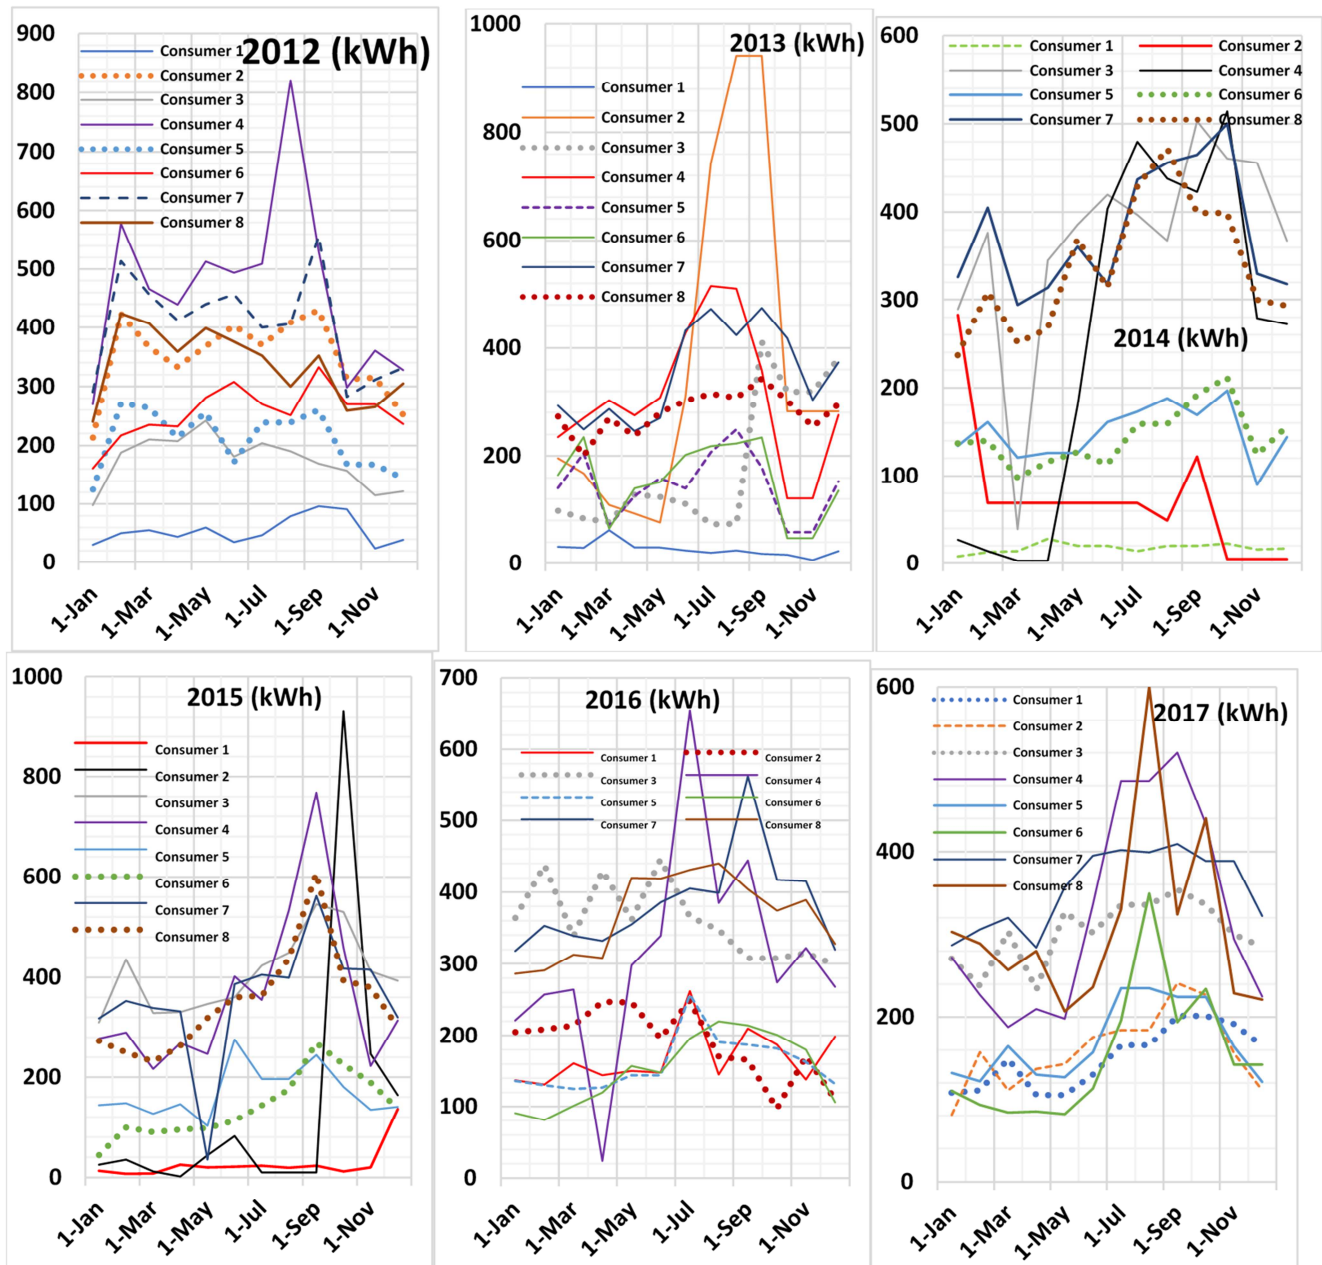 2012 (kWh)
900
800
700
600
500
400
300
200
100
0
Consumer 1
Consumer 2
Consumer 3
Consumer 4
Consumer 5
Consumer 6
Consumer 7
Consumer 8
1-Jan 1-Mar 1-May 1-Jul 1-Sep 1-Nov
2013 (kWh)
1000
800
600
400
200
0
Consumer 1
Consumer 2
Consumer 3
Consumer 4
Consumer 5
Consumer 6
Consumer 7
Consumer 8
1-Jan 1-Mar 1-May 1-Jul 1-Sep 1-Nov
600
500
400
300
200
100
0
Consumer 1 Consumer 2
Consumer 3 Consumer 4
Consumer 5 Consumer 6
Consumer 7 Consumer 8
2014 (kWh)
1-Jan 1-Mar 1-May 1-Jul 1-Sep 1-Nov
2015 (kWh)
1000
800
600
400
200
0
Consumer 1
Consumer 2
Consumer 3
Consumer 4
Consumer 5
Consumer 6
Consumer 7
Consumer 8
1-Jan 1-Mar 1-May 1-Jul 1-Sep 1-Nov
2016 (kWh)
700
600
500
400
300
200
100
0
Consumer 1 Consumer 2
Consumer 3 Consumer 4
Consumer 5 Consumer 6
Consumer 7 Consumer 8
1-Jan 1-Mar 1-May 1-Jul 1-Sep 1-Nov
2017 (kWh)
600
400
200
0
Consumer 1
Consumer 2
Consumer 3
Consumer 4
Consumer 5
Consumer 6
Consumer 7
Consumer 8
1-Jan 1-Mar 1-May 1-Jul 1-Sep 1-Nov